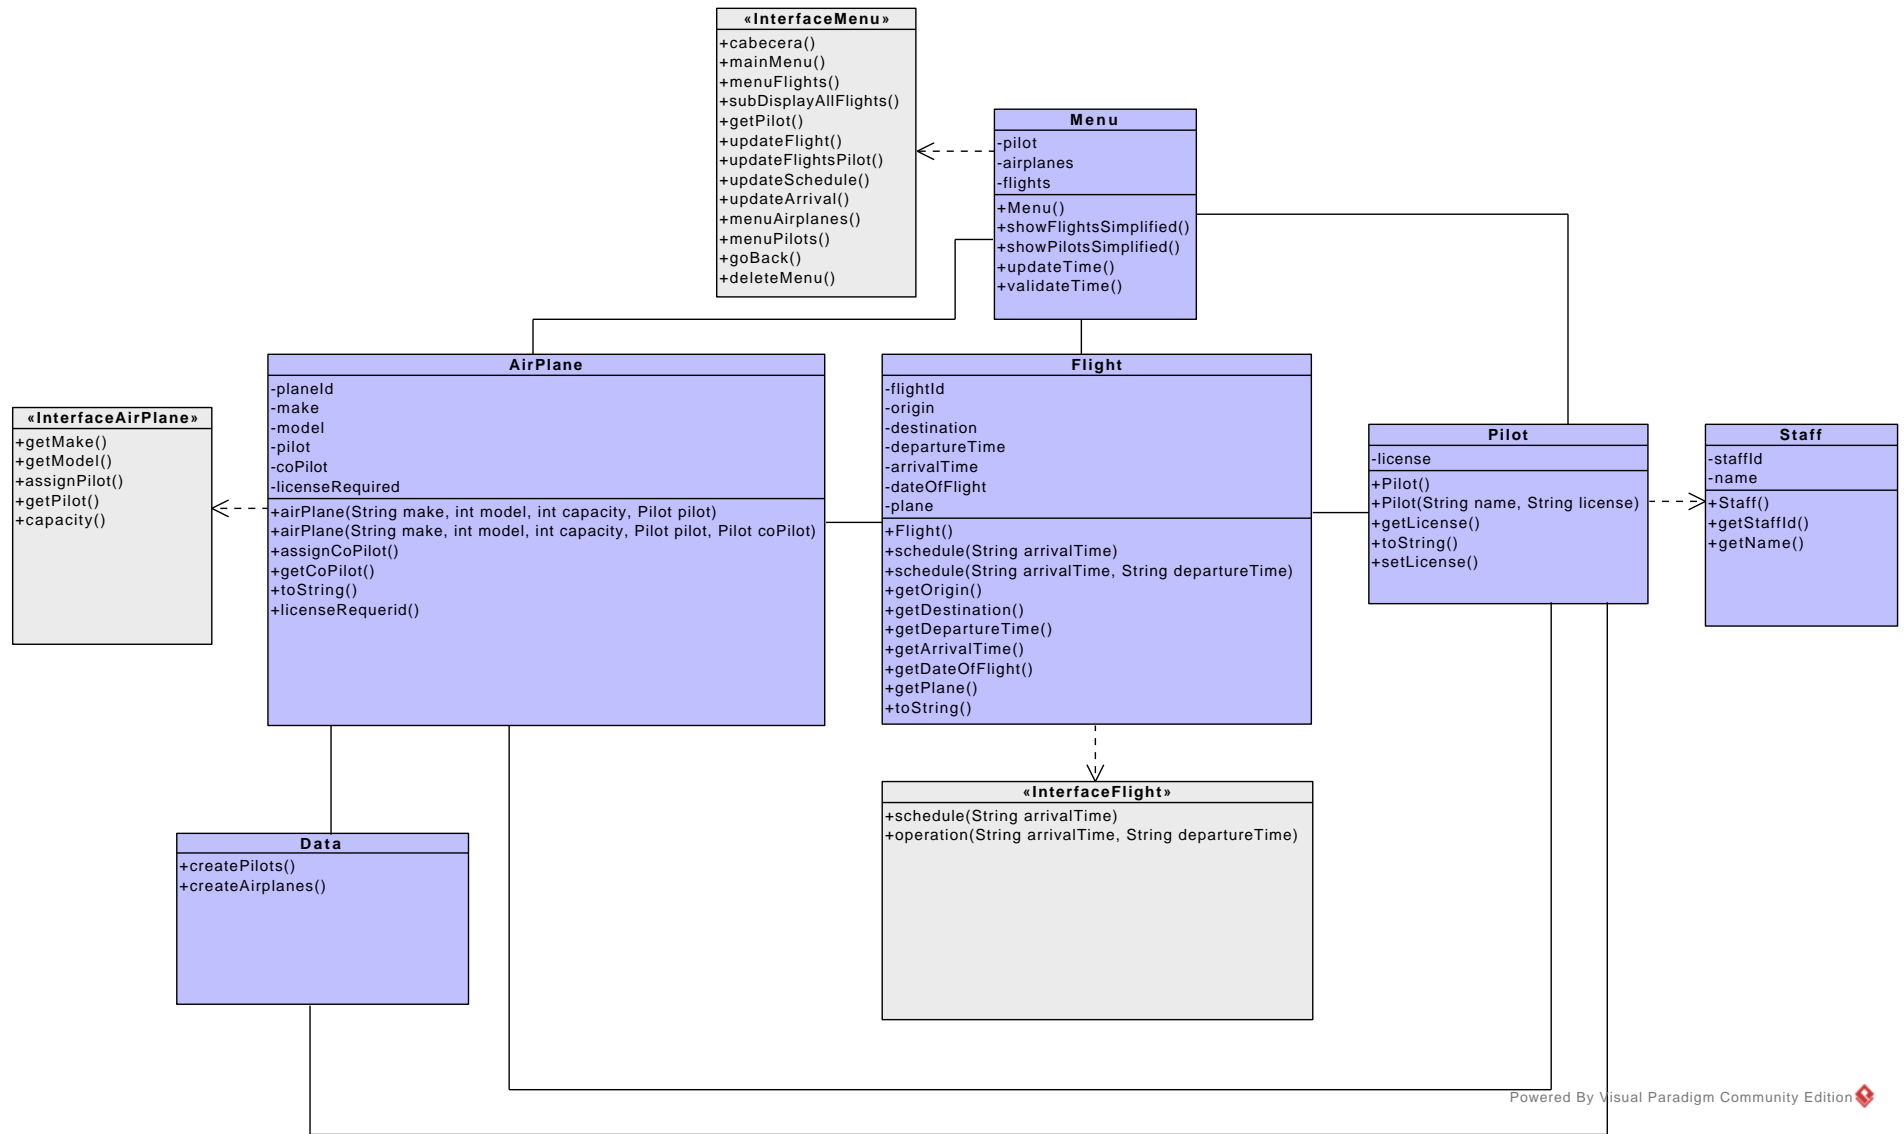 «InterfaceMenu»
+cabecera()
+mainMenu()
+menuFlights()
+subDisplayAllFlights()
+getPilot()
+updateFlight()
+updateFlightsPilot()
+updateSchedule()
+updateArrival()
+menuAirplanes()
+menuPilots()
+goBack()
+deleteMenu()
Menu
-pilot
-airplanes
-flights
+Menu()
+showFlightsSimplified()
+showPilotsSimplified()
+updateTime()
+validateTime()
«InterfaceAirPlane»
+getMake()
+getModel()
+assignPilot()
+getPilot()
+capacity()
AirPlane
-planeId
-make
-model
-pilot
-coPilot
-licenseRequired
+airPlane(String make, int model, int capacity, Pilot pilot)
+airPlane(String make, int model, int capacity, Pilot pilot, Pilot coPilot)
+assignCoPilot()
+getCoPilot()
+toString()
+licenseRequerid()
Flight
-flightId
-origin
-destination
-departureTime
-arrivalTime
-dateOfFlight
-plane
+Flight()
+schedule(String arrivalTime)
+schedule(String arrivalTime, String departureTime)
+getOrigin()
+getDestination()
+getDepartureTime()
+getArrivalTime()
+getDateOfFlight()
+getPlane()
+toString()
Pilot
-license
+Pilot()
+Pilot(String name, String license)
+getLicense()
+toString()
+setLicense()
Staff
-staffId
-name
+Staff()
+getStaffId()
+getName()
«InterfaceFlight»
+schedule(String arrivalTime)
+operation(String arrivalTime, String departureTime)
Data
+createPilots()
+createAirplanes()
Powered By Visual Paradigm Community Edition